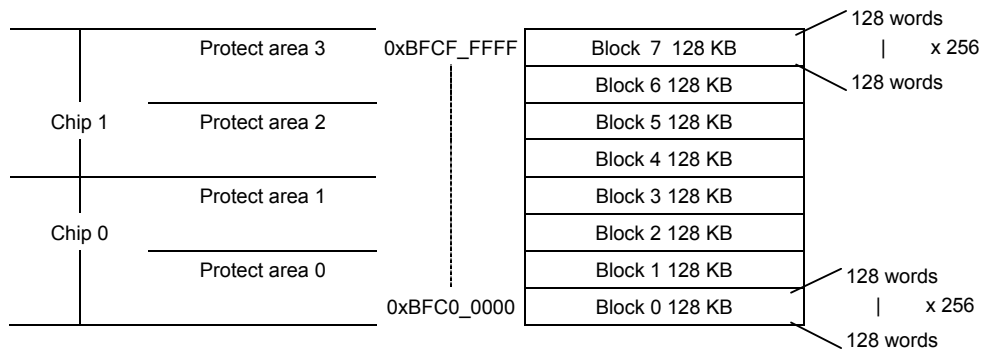 128 words
Protect area 3 0xBFCF_FFFF Block 7 128 KB | x 256
Block 6 128 KB 128 words
Chip 1 Protect area 2 Block 5 128 KB
Block 4 128 KB
Protect area 1 Block 3 128 KB
Chip 0 Block 2 128 KB
Protect area 0 Block 1 128 KB 128 words
0xBFC0_0000 Block 0 128 KB | x 256
128 words